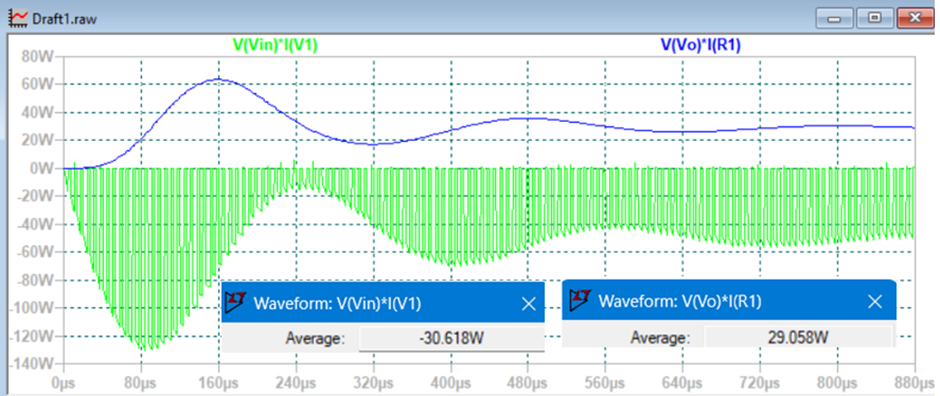 Draft1.raw
V(Vin)*I(V1) V(Vo)*I(R1)
80W
60W
40W
20W
0W
-20W
-40W
-60W
-80W
-100W
-120W
-140W
Waveform: V(Vin)*I(V1)
Average: -30.618W
Waveform: V(Vo)*I(R1)
Average: 29.058W
0µs 80µs 160µs 240µs 320µs 400µs 480µs 560µs 640µs 720µs 800µs 880µs